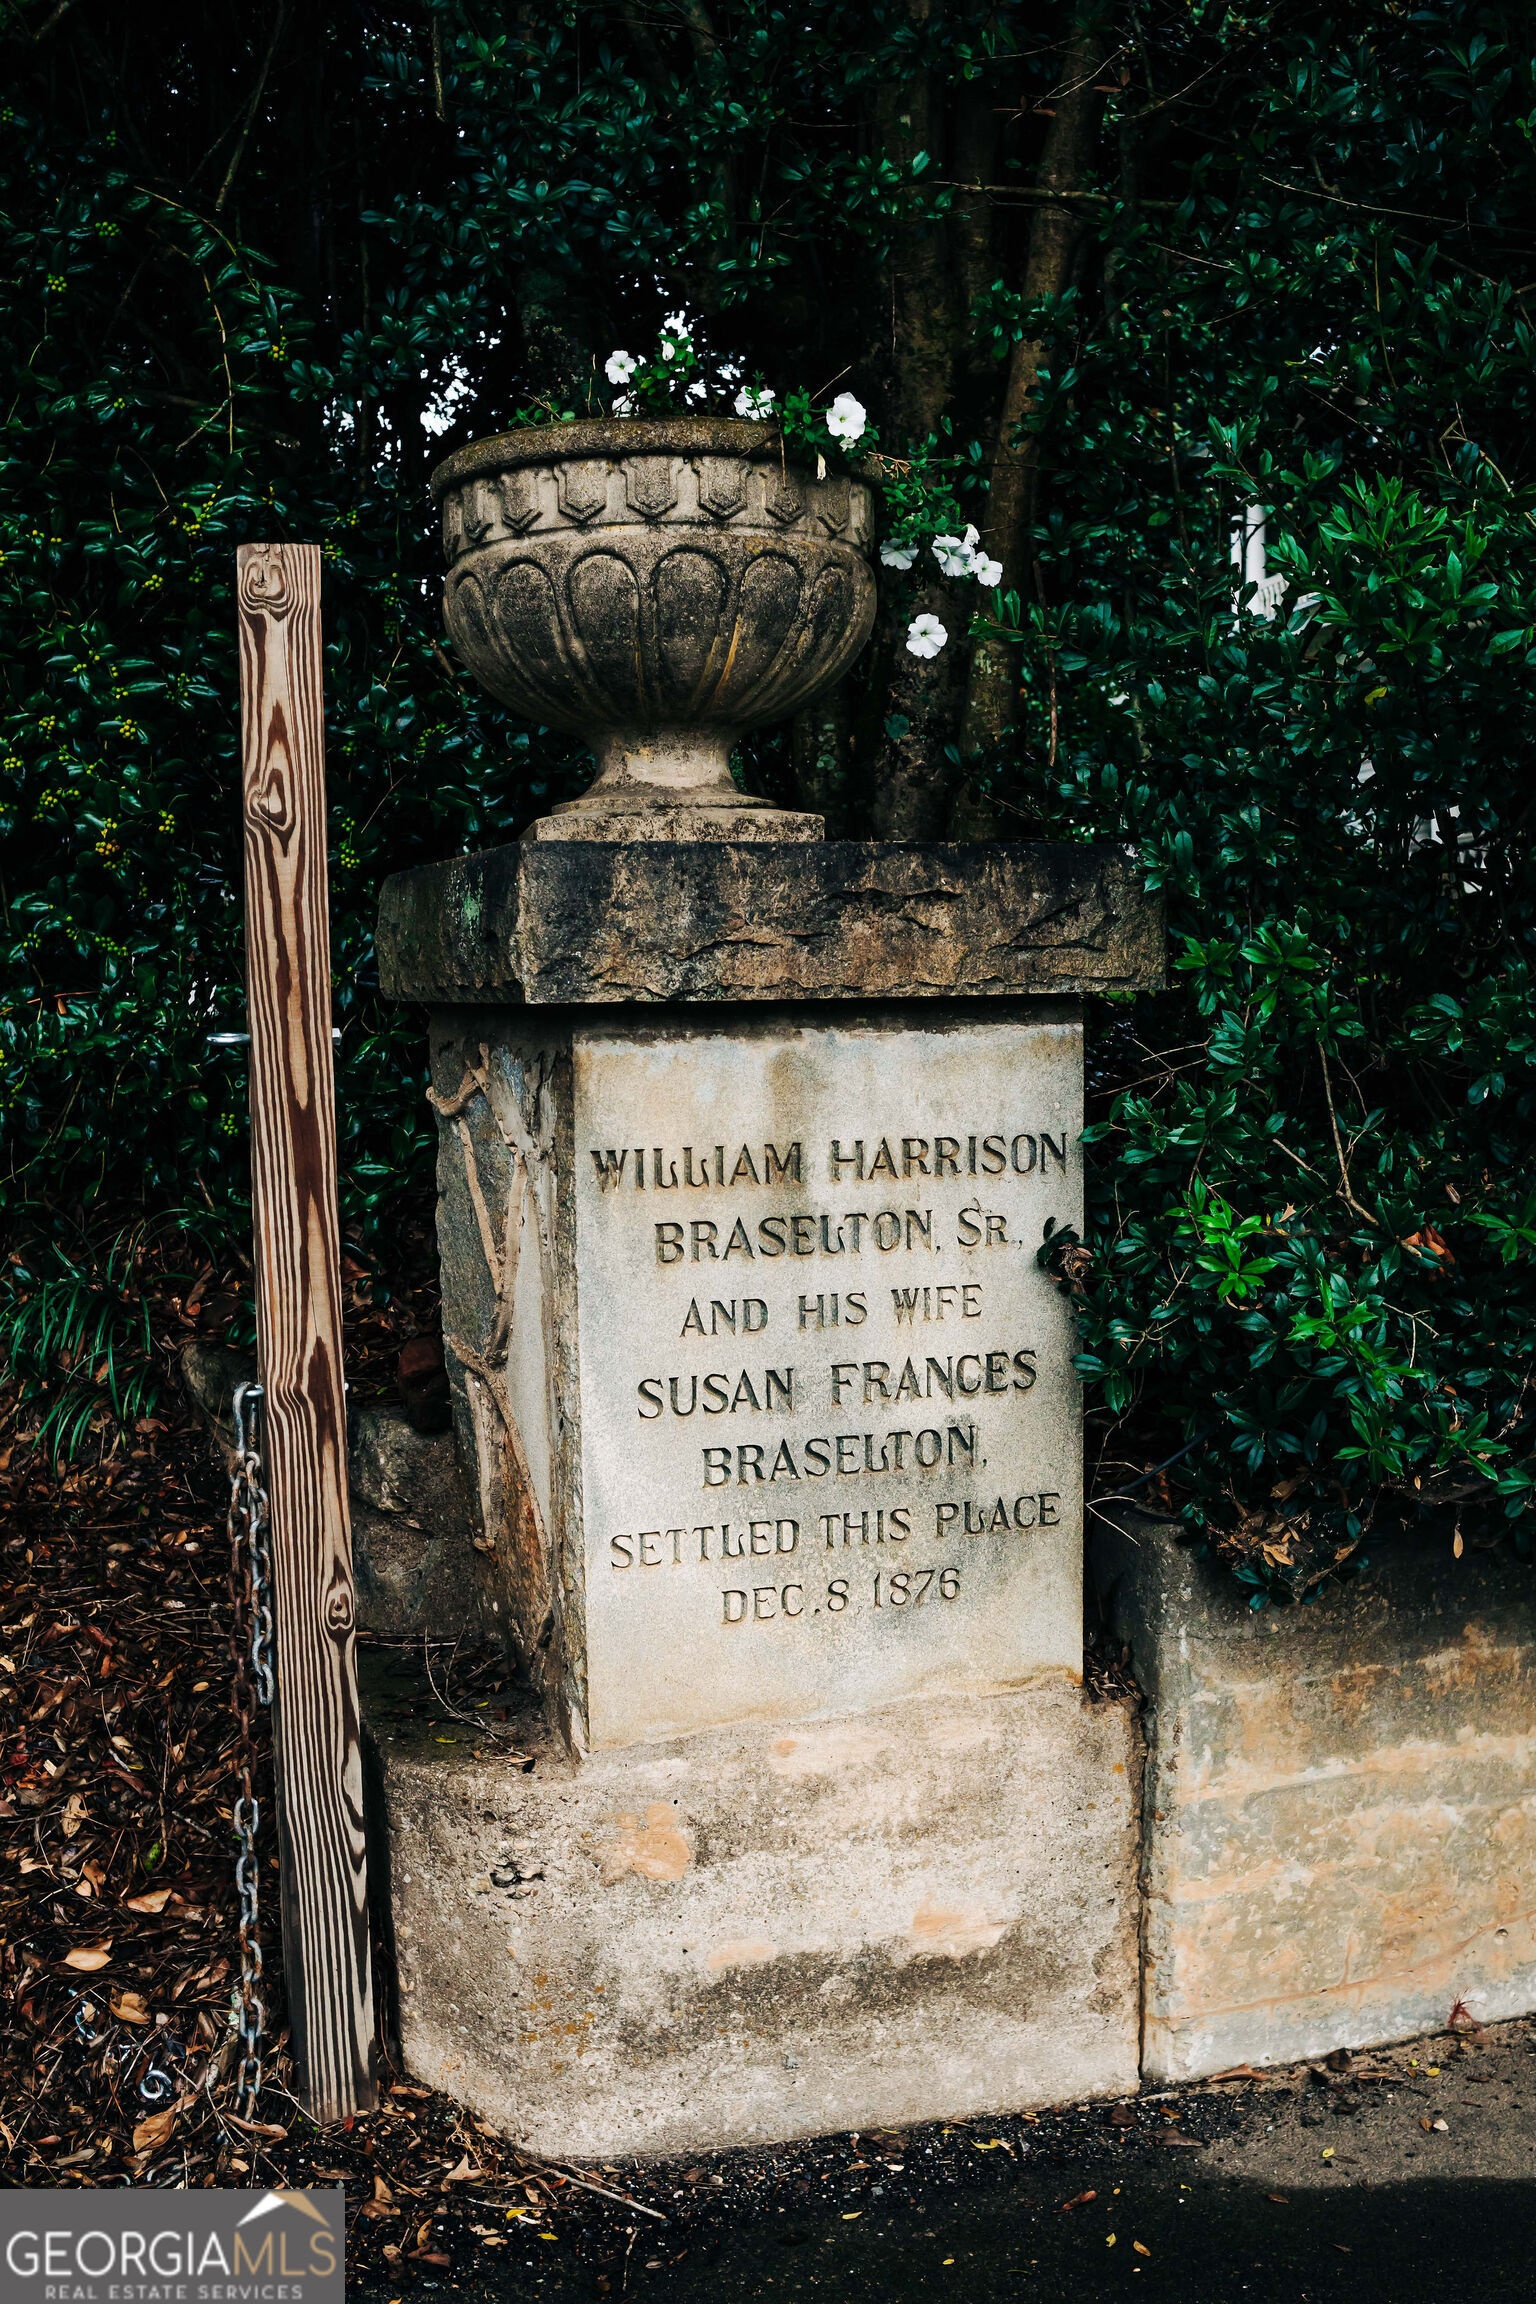 WILLIAM HARRISON
BRASELTON, SR.,
AND HIS WIFE
SUSAN FRANCES
BRASELTON,
SETTLED THIS PLACE
DEC. 8, 1876
GEORGIAMLS
REAL ESTATE SERVICES